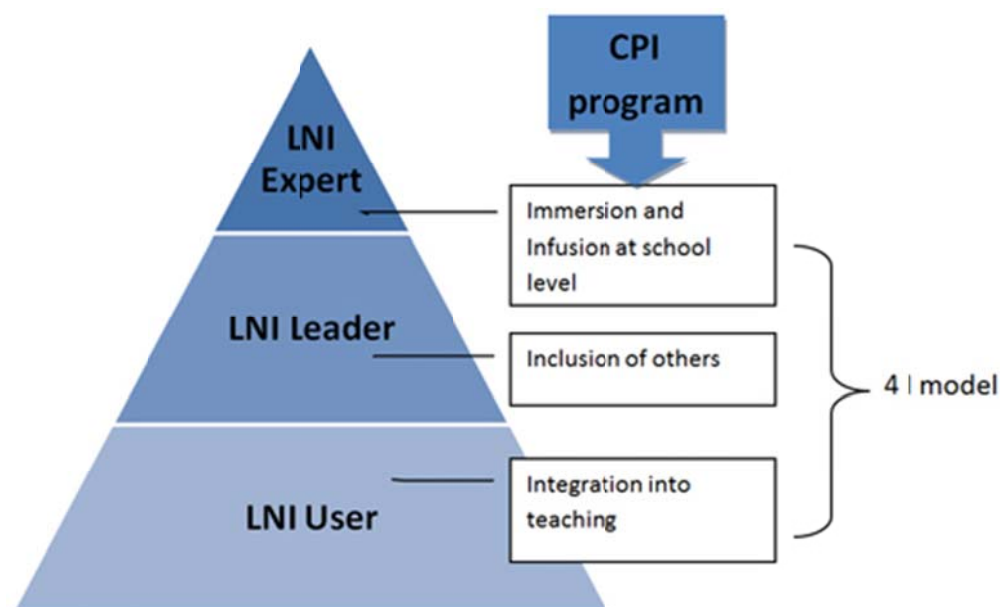 CPI
program
LNI
Expert
Immersion and
Infusion at school
level
LNI Leader
Inclusion of others
4 I model
LNI User
Integration into
teaching